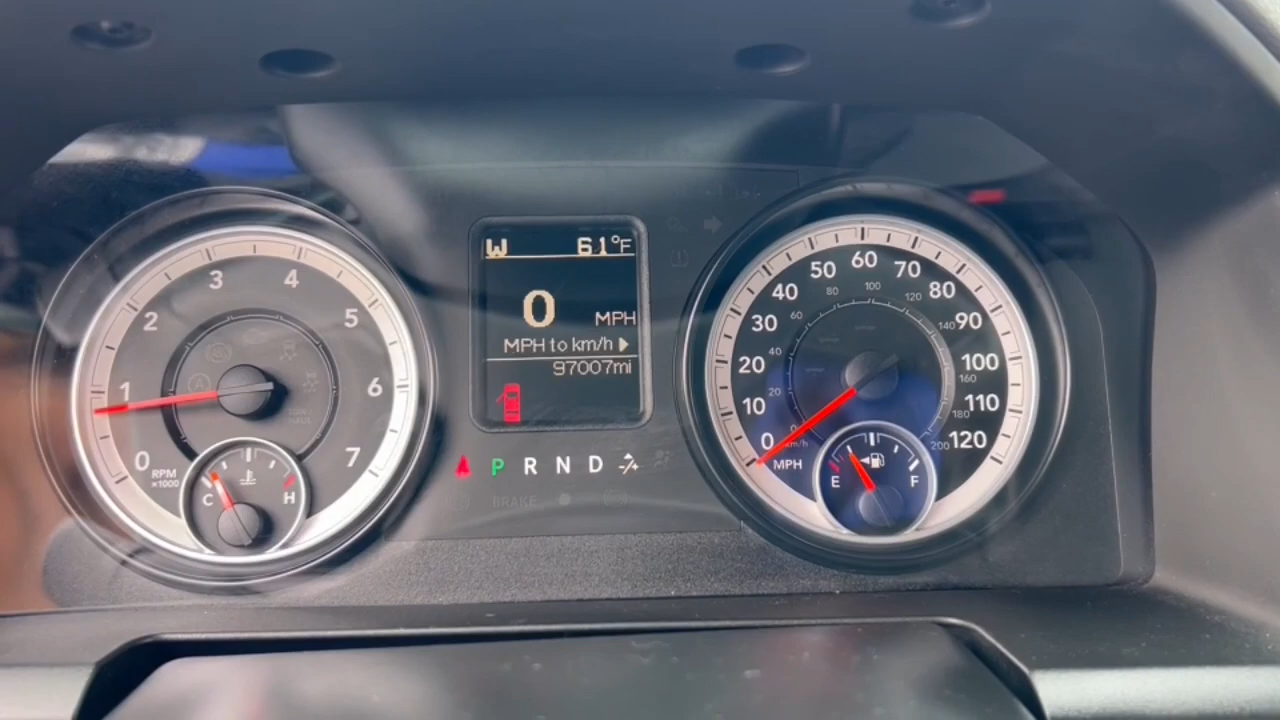 W 61°F
0 MPH
MPH to km/h
97007mi
P R N D
BRAKE
0 1 2 3 4 5 6 7
RPM
x1000
C H
0 10 20 30 40 50 60 70 80 90 100 110 120
MPH
0 20 40 60 80 100 120 140 160 180 200
km/h
E F